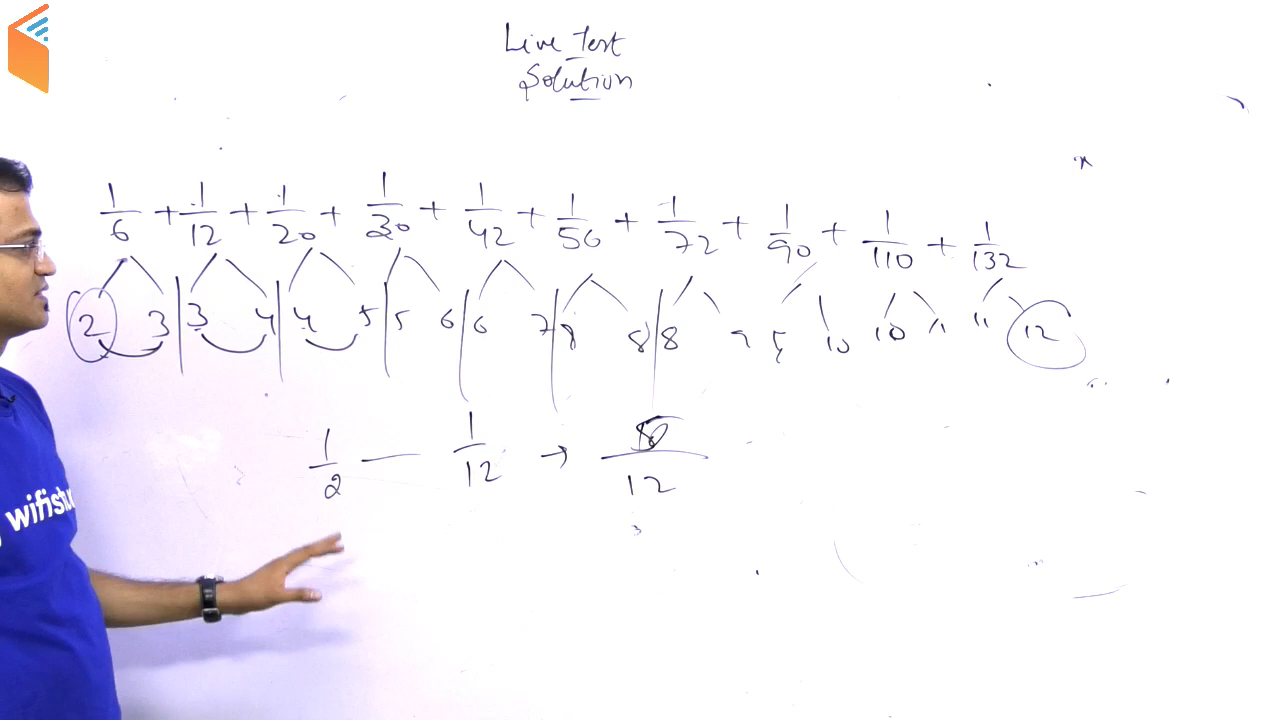 Live Test
Solution
1/6 + 1/12 + 1/20 + 1/30 + 1/42 + 1/56 + 1/72 + 1/90 + 1/110 + 1/132
2 3 | 3 4 | 4 5 | 5 6 | 6 7 | 8 8 | 8 9 10 10 11 11 12
1/2 — 1/12 → /12
wifistu